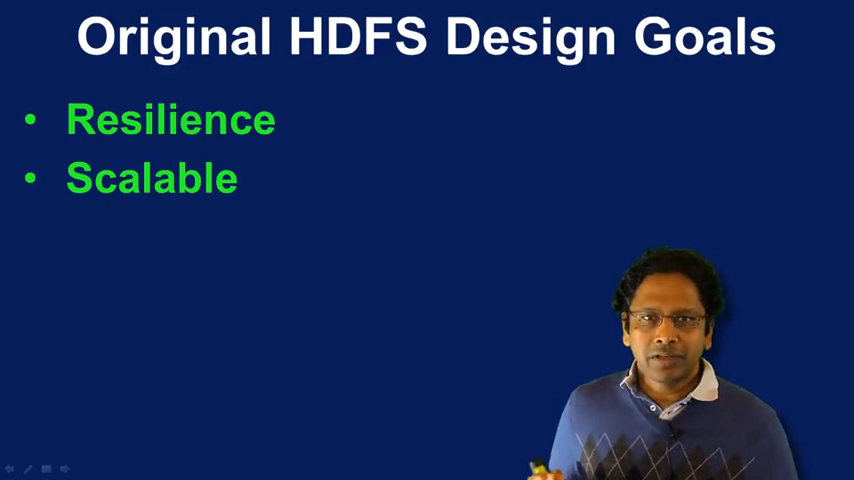 Original HDFS Design Goals
• Resilience
• Scalable